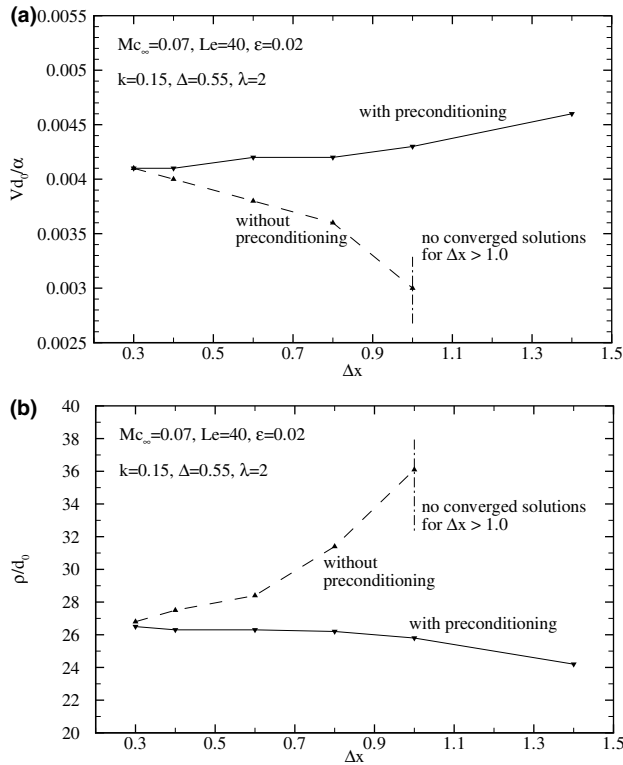 (a)
0.0055
Mc∞=0.07, Le=40, ε=0.02
k=0.15, Δ=0.55, λ=2
0.005
with preconditioning
0.0045
Vd₀/α
0.004
without
preconditioning
no converged solutions
for Δx > 1.0
0.0035
0.003
0.0025
0.3 0.5 0.7 0.9 1.1 1.3 1.5
Δx
(b)
40
Mc∞=0.07, Le=40, ε=0.02
38
k=0.15, Δ=0.55, λ=2
36
34
no converged solutions
for Δx > 1.0
32
ρ/d₀
30
without
preconditioning
28
with preconditioning
26
24
22
20
0.3 0.5 0.7 0.9 1.1 1.3 1.5
Δx